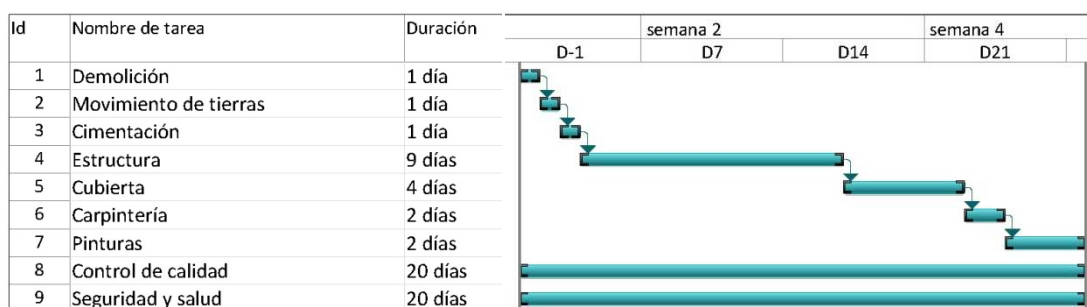 Id Nombre de tarea Duración semana 2 semana 4
D-1 D7 D14 D21
1 Demolición 1 día
2 Movimiento de tierras 1 día
3 Cimentación 1 día
4 Estructura 9 días
5 Cubierta 4 días
6 Carpintería 2 días
7 Pinturas 2 días
8 Control de calidad 20 días
9 Seguridad y salud 20 días